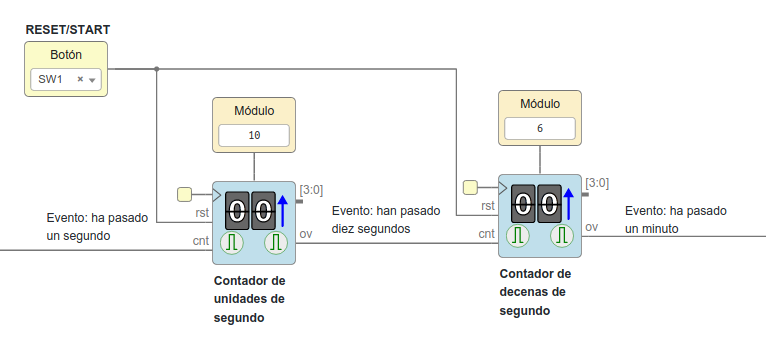 RESET/START
Botón
SW1 × ▾
Módulo
10
Módulo
6
[3:0]
rst
cnt
ov
00
Evento: ha pasado
un segundo
Contador de
unidades de
segundo
Evento: han pasado
diez segundos
[3:0]
rst
cnt
ov
00
Contador de
decenas de
segundo
Evento: ha pasado
un minuto